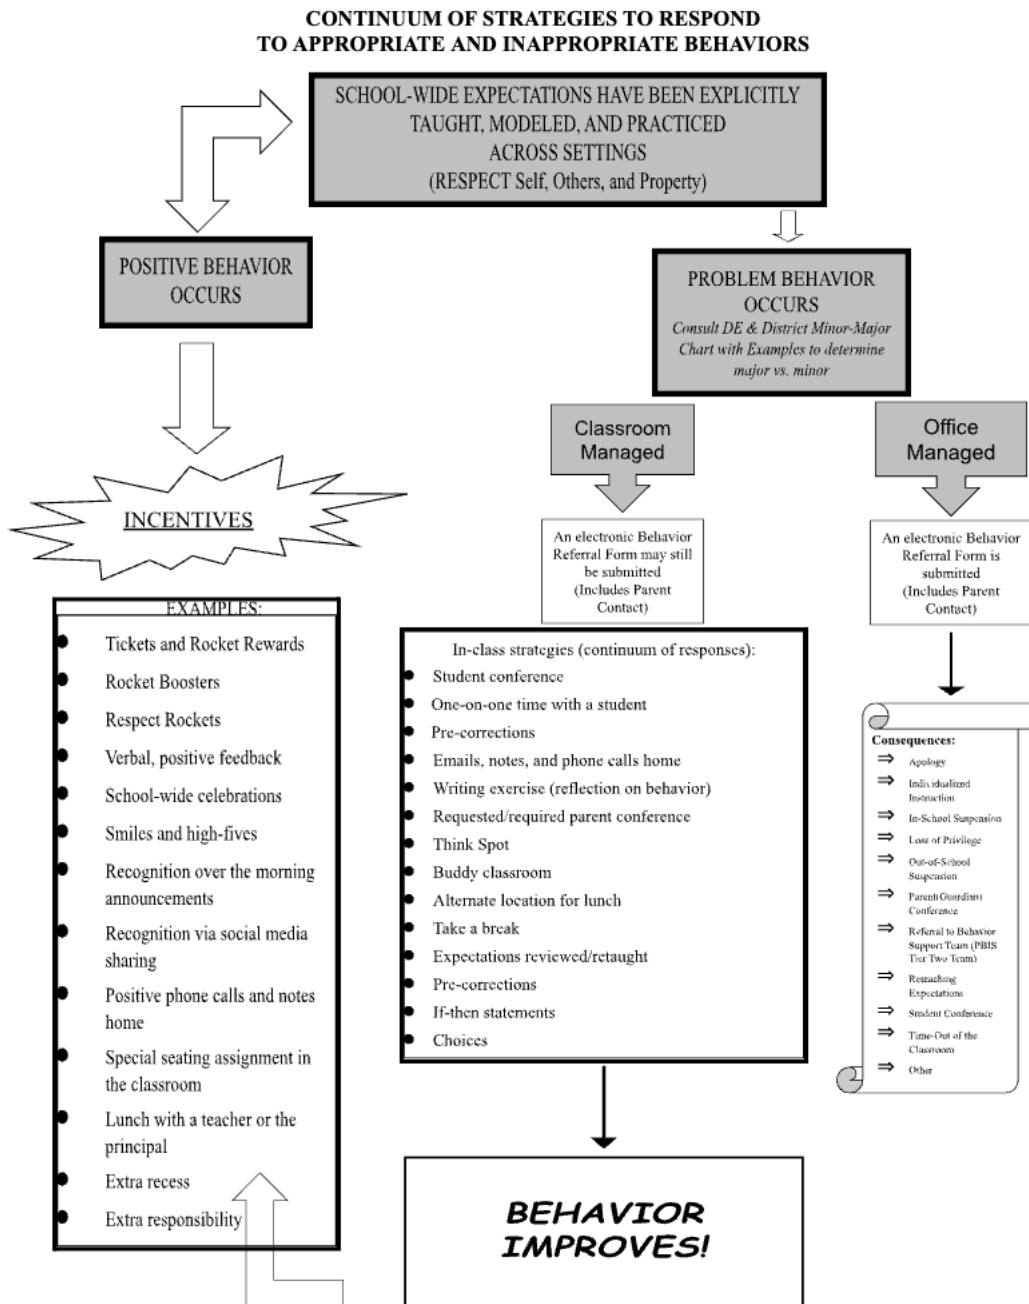 CONTINUUM OF STRATEGIES TO RESPOND
TO APPROPRIATE AND INAPPROPRIATE BEHAVIORS
SCHOOL-WIDE EXPECTATIONS HAVE BEEN EXPLICITLY
TAUGHT, MODELED, AND PRACTICED
ACROSS SETTINGS
(RESPECT Self, Others, and Property)
POSITIVE BEHAVIOR
OCCURS
PROBLEM BEHAVIOR
OCCURS
Consult DE & District Minor-Major
Chart with Examples to determine
major vs. minor
INCENTIVES
EXAMPLES:
Tickets and Rocket Rewards
Rocket Boosters
Respect Rockets
Verbal, positive feedback
School-wide celebrations
Smiles and high-fives
Recognition over the morning
announcements
Recognition via social media
sharing
Positive phone calls and notes
home
Special seating assignment in
the classroom
Lunch with a teacher or the
principal
Extra recess
Extra responsibility
Classroom
Managed
An electronic Behavior
Referral Form may still
be submitted
(Includes Parent
Contact)
In-class strategies (continuum of responses):
Student conference
One-on-one time with a student
Pre-corrections
Emails, notes, and phone calls home
Writing exercise (reflection on behavior)
Requested/required parent conference
Think Spot
Buddy classroom
Alternate location for lunch
Take a break
Expectations reviewed/retaught
Pre-corrections
If-then statements
Choices
BEHAVIOR
IMPROVES!
Office
Managed
An electronic Behavior
Referral Form is
submitted
(Includes Parent
Contact)
Consequences:
Apology
Individualized
Instruction
In-School Suspension
Loss of Privilege
Out-of-School
Suspension
Parent/Guardian
Conference
Referral to Behavior
Support Team (PBIS
Tier Two Team)
Reteaching
Expectations
Student Conference
Time-Out of the
Classroom
Other